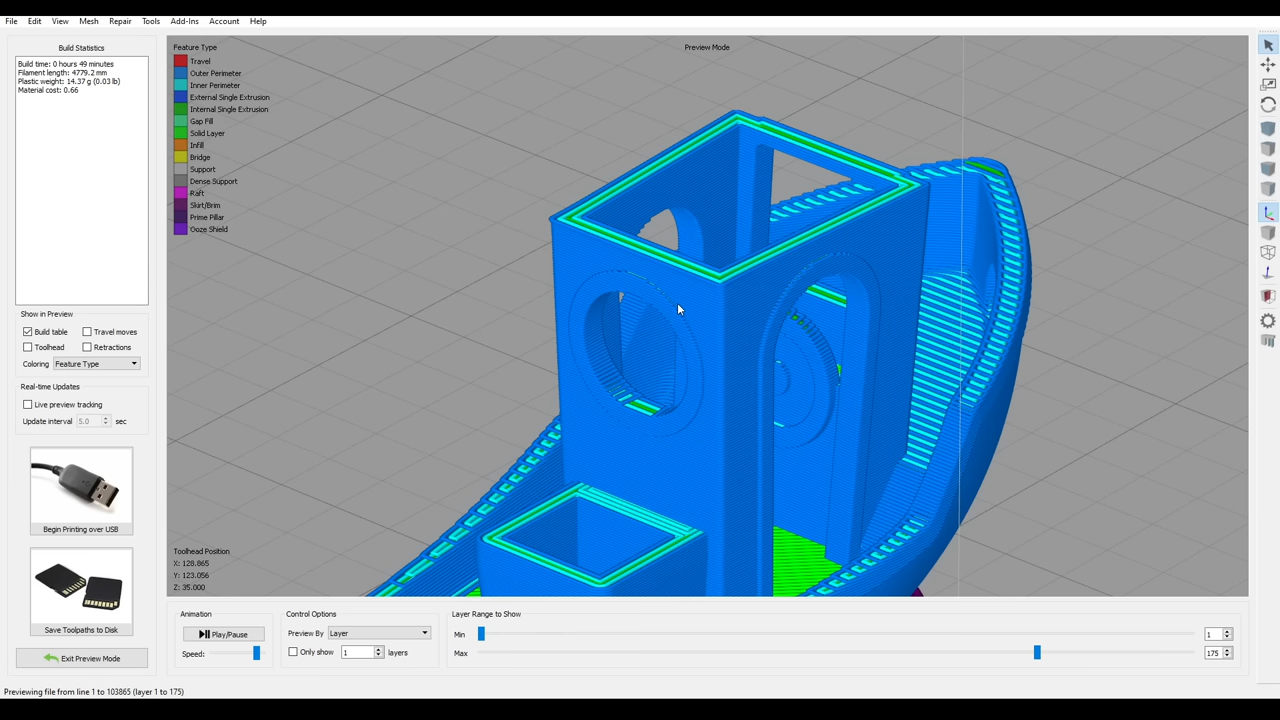 File Edit View Mesh Repair Tools Add-Ins Account Help
Build Statistics
Build time: 0 hours 49 minutes
Filament length: 4779.2 mm
Plastic weight: 14.37 g (0.03 lb)
Material cost: 0.66
Show in Preview
Build table Travel moves
Toolhead Retractions
Coloring Feature Type
Real-time Updates
Live preview tracking
Update interval 5.0 sec
Begin Printing over USB
Save Toolpaths to Disk
Exit Preview Mode
Feature Type
Travel
Outer Perimeter
Inner Perimeter
External Single Extrusion
Internal Single Extrusion
Gap Fill
Solid Layer
Infill
Bridge
Support
Dense Support
Raft
Skirt/Brim
Prime Pillar
Ooze Shield
Preview Mode
Toolhead Position
X: 128.865
Y: 123.056
Z: 35.000
Animation
Play/Pause
Speed:
Control Options
Preview By Layer
Only show 1 layers
Layer Range to Show
Min 1
Max 175
Previewing file from line 1 to 103865 (layer 1 to 175)